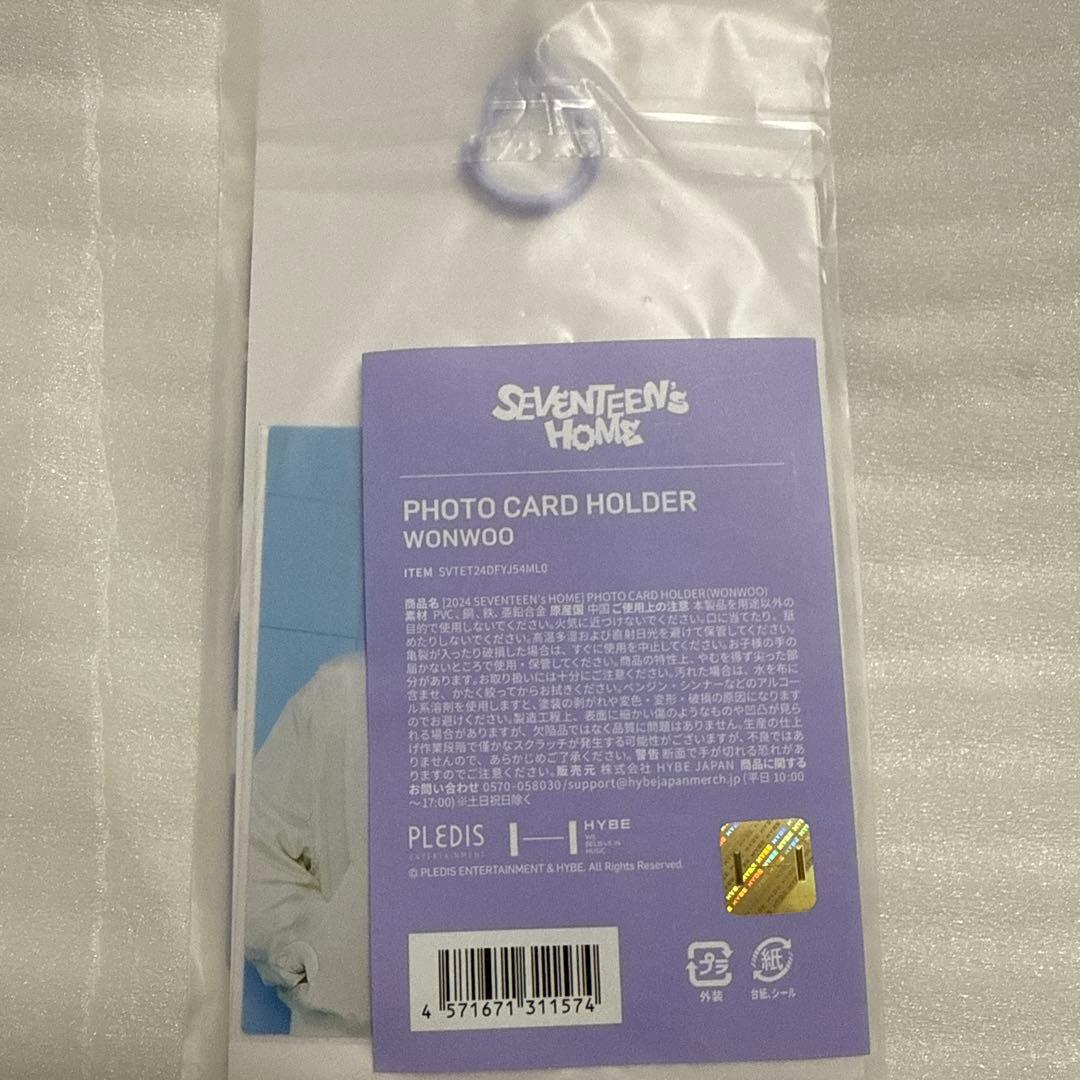 SEVENTEEN's
HOME
PHOTO CARD HOLDER
WONWOO
ITEM SVTET24DFYJ54ML0
商品名 [2024 SEVENTEEN's HOME] PHOTO CARD HOLDER(WONWOO)
素材 PVC、銅、鉄、亜鉛合金 原産国 中国 ご使用上の注意 本製品を用途以外の
目的で使用しないでください。火気に近づけないでください。口に当てたり、舐
めたりしないでください。高温多湿および直射日光を避けて保管してください。
亀裂が入ったり破損した場合は、すぐに使用を中止してください。お子様の手の
届かないところで使用・保管してください。商品の特性上、やむを得ず尖った部
分があります。お取り扱いには十分にご注意ください。汚れた場合は、水を布に
含ませ、かたく絞ってからお拭きください。ベンジン・シンナーなどのアルコー
ル系溶剤を使用しますと、塗装の剥がれや変色・変形・破損の原因になります
のでお避けください。製造工程上、表面に細かい傷のようなものや凹凸が見ら
れる場合がありますが、欠陥品ではなく品質に問題はありません。生産の仕上
げ作業段階で僅かなスクラッチが発生する可能性がございますが、不良ではあ
りませんので、あらかじめご了承ください。警告 断面で手が切れる恐れがあ
りますのでご注意ください。販売元 株式会社 HYBE JAPAN 商品に関する
お問い合わせ 0570-058030/support@hybejapanmerch.jp (平日 10:00
～17:00) ※土日祝日除く
PLEDIS
ENTERTAINMENT
HYBE
WE
BELIEVE IN
MUSIC
© PLEDIS ENTERTAINMENT & HYBE. All Rights Reserved.
HYBE HYBE HYBE
4 571671 311574
プラ
外装
紙
台紙、シール